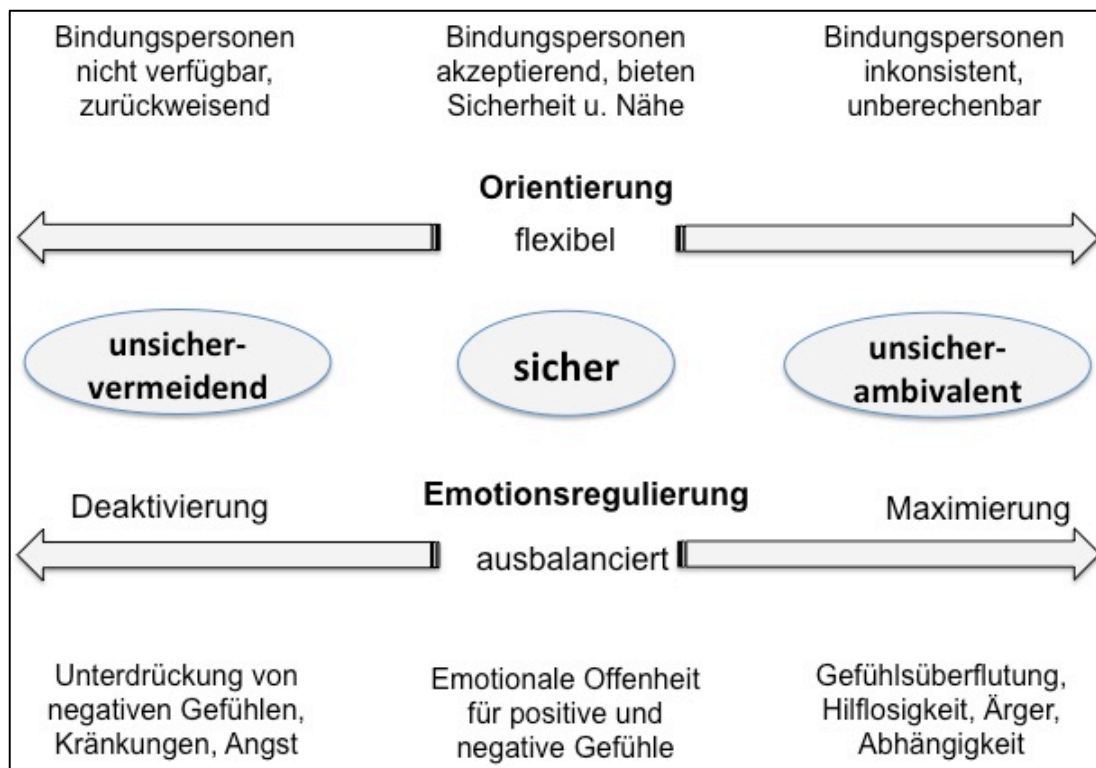 Bindungspersonen
nicht verfügbar,
zurückweisend
Bindungspersonen
akzeptierend, bieten
Sicherheit u. Nähe
Bindungspersonen
inkonsistent,
unberechenbar
Orientierung
flexibel
unsicher-
vermeidend
sicher
unsicher-
ambivalent
Deaktivierung
Emotionsregulierung
Maximierung
ausbalanciert
Unterdrückung von
negativen Gefühlen,
Kränkungen, Angst
Emotionale Offenheit
für positive und
negative Gefühle
Gefühlsüberflutung,
Hilflosigkeit, Ärger,
Abhängigkeit